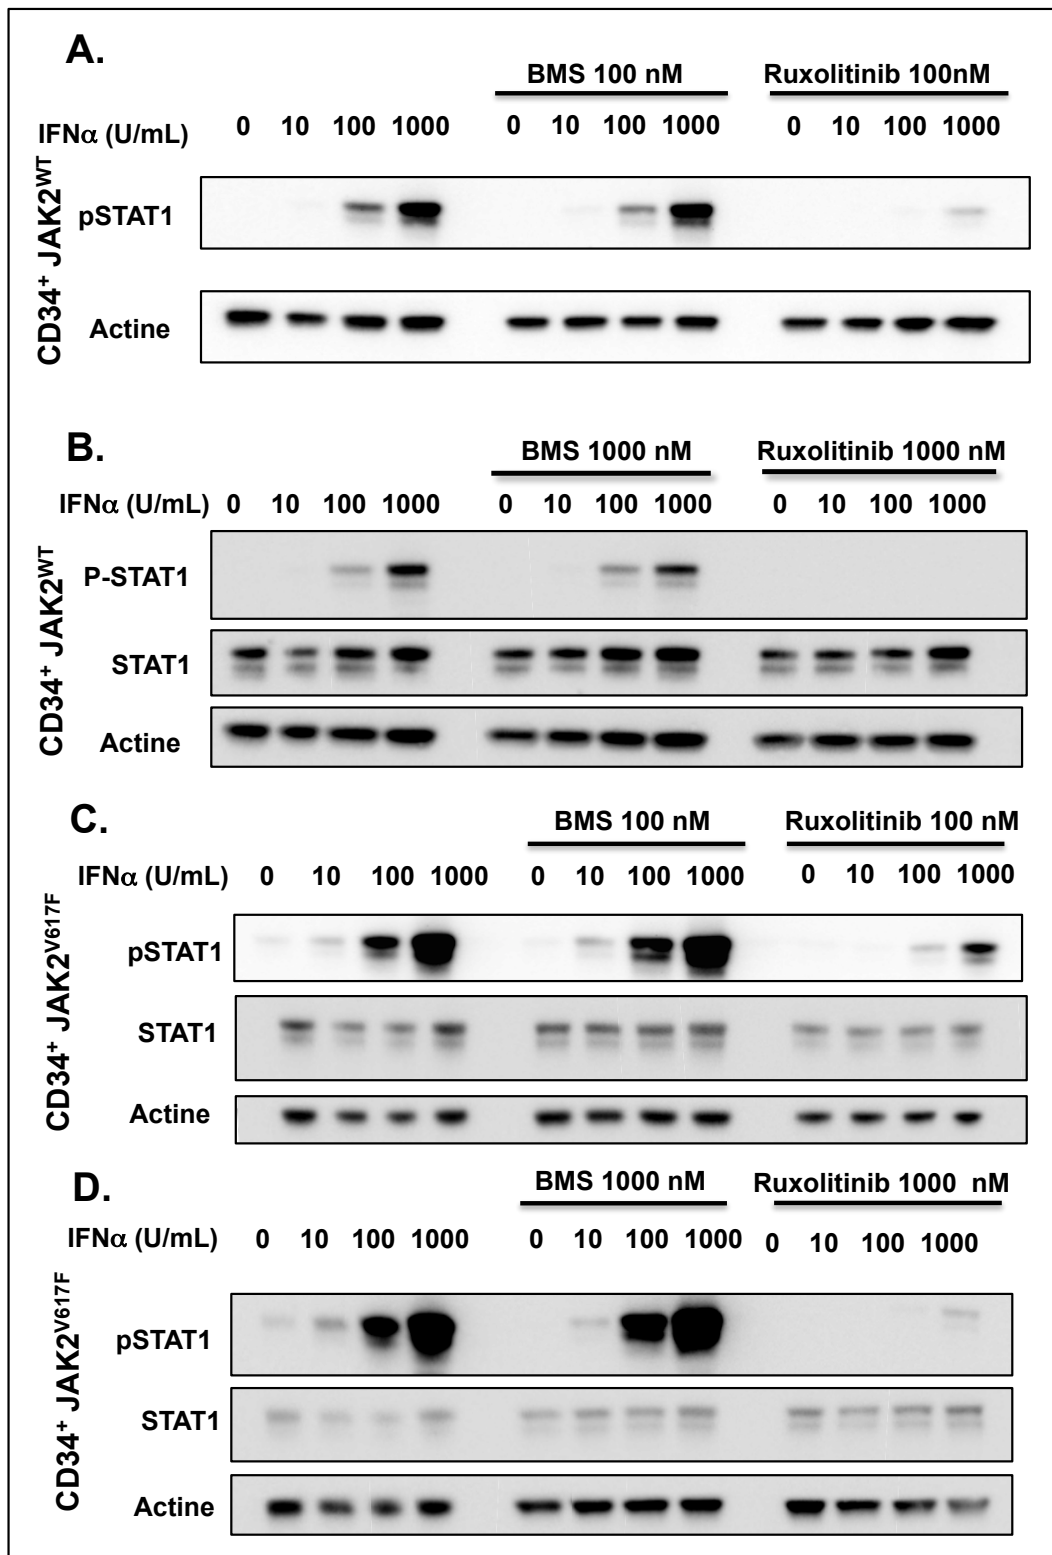 A.
BMS 100 nM Ruxolitinib 100nM
IFNα (U/mL) 0 10 100 1000 0 10 100 1000 0 10 100 1000
CD34+ JAK2WT
pSTAT1
Actine
B.
BMS 1000 nM Ruxolitinib 1000 nM
IFNα (U/mL) 0 10 100 1000 0 10 100 1000 0 10 100 1000
CD34+ JAK2WT
P-STAT1
STAT1
Actine
C.
BMS 100 nM Ruxolitinib 100 nM
IFNα (U/mL) 0 10 100 1000 0 10 100 1000 0 10 100 1000
CD34+ JAK2V617F
pSTAT1
STAT1
Actine
D.
BMS 1000 nM Ruxolitinib 1000 nM
IFNα (U/mL) 0 10 100 1000 0 10 100 1000 0 10 100 1000
CD34+ JAK2V617F
pSTAT1
STAT1
Actine